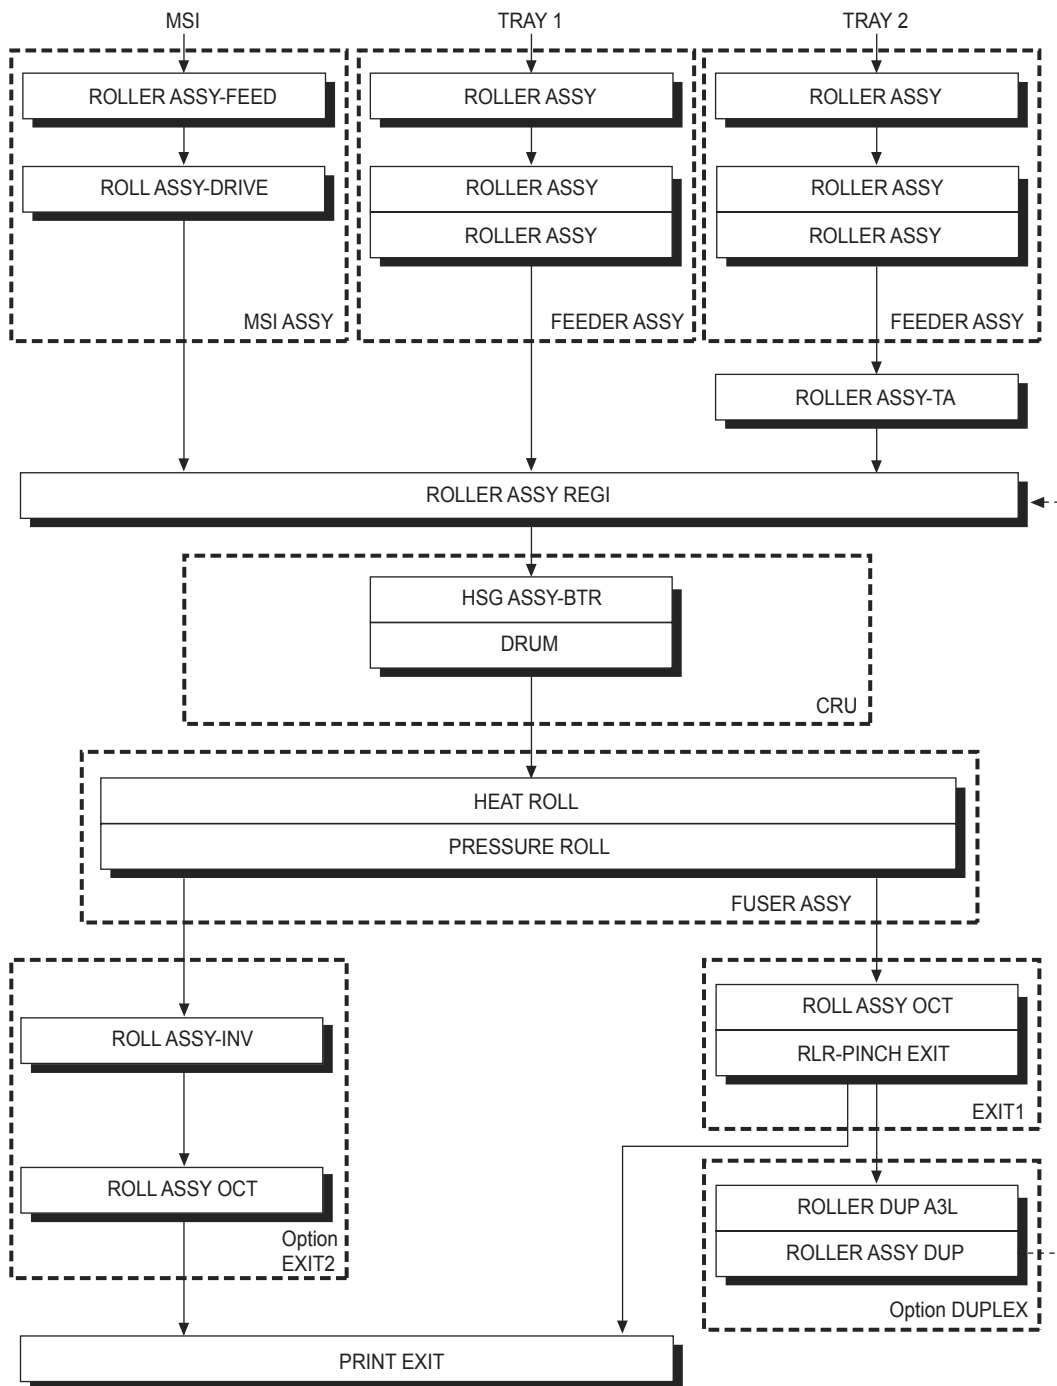 MSI
TRAY 1
TRAY 2
ROLLER ASSY-FEED
ROLLER ASSY
ROLLER ASSY
ROLL ASSY-DRIVE
ROLLER ASSY
ROLLER ASSY
ROLLER ASSY
ROLLER ASSY
MSI ASSY
FEEDER ASSY
FEEDER ASSY
ROLLER ASSY-TA
ROLLER ASSY REGI
HSG ASSY-BTR
DRUM
CRU
HEAT ROLL
PRESSURE ROLL
FUSER ASSY
ROLL ASSY-INV
ROLL ASSY OCT
RLR-PINCH EXIT
EXIT1
ROLL ASSY OCT
Option
EXIT2
ROLLER DUP A3L
ROLLER ASSY DUP
Option DUPLEX
PRINT EXIT